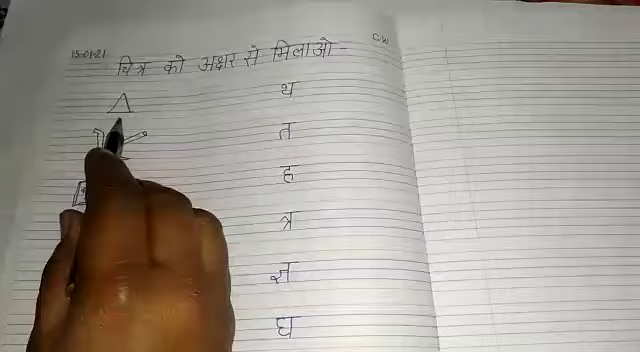 15-01-21
C.W
चित्र को अक्षर से मिलाओ
थ
त
ह
त्र
ज्ञ
घ